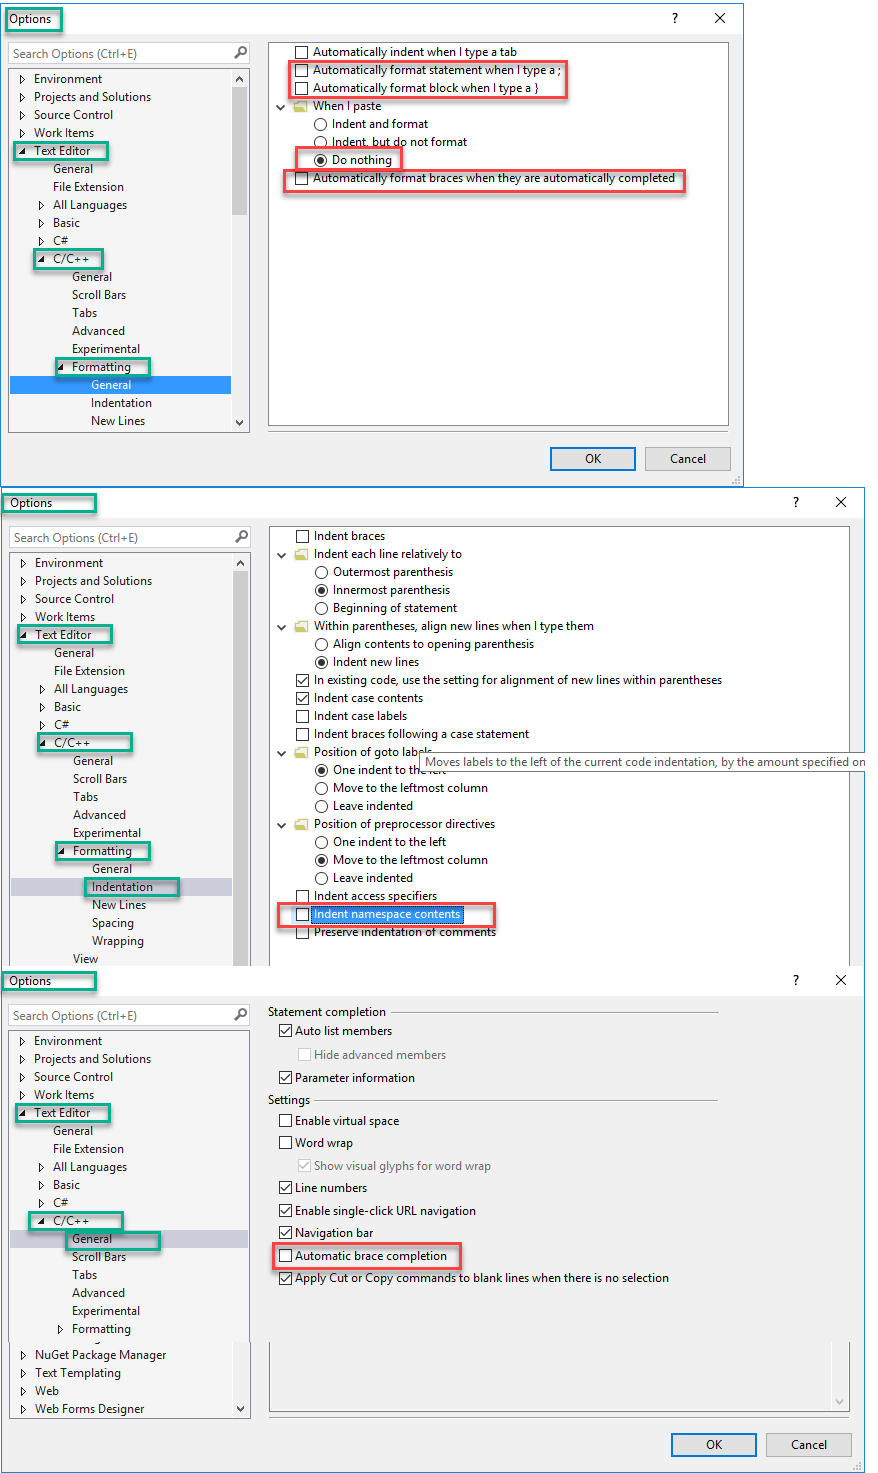 Options
Search Options (Ctrl+E)
Environment
Projects and Solutions
Source Control
Work Items
Text Editor
General
File Extension
All Languages
Basic
C#
C/C++
General
Scroll Bars
Tabs
Advanced
Experimental
Formatting
General
Indentation
New Lines
Automatically indent when I type a tab
Automatically format statement when I type a ;
Automatically format block when I type a }
When I paste
Indent and format
Indent, but do not format
Do nothing
Automatically format braces when they are automatically completed
OK
Cancel
Options
Search Options (Ctrl+E)
Environment
Projects and Solutions
Source Control
Work Items
Text Editor
General
File Extension
All Languages
Basic
C#
C/C++
General
Scroll Bars
Tabs
Advanced
Experimental
Formatting
General
Indentation
New Lines
Spacing
Wrapping
View
Indent braces
Indent each line relatively to
Outermost parenthesis
Innermost parenthesis
Beginning of statement
Within parentheses, align new lines when I type them
Align contents to opening parenthesis
Indent new lines
In existing code, use the setting for alignment of new lines within parentheses
Indent case contents
Indent case labels
Indent braces following a case statement
Position of goto labels
Moves labels to the left of the current code indentation, by the amount specified on
One indent to the left
Move to the leftmost column
Leave indented
Position of preprocessor directives
One indent to the left
Move to the leftmost column
Leave indented
Indent access specifiers
Indent namespace contents
Preserve indentation of comments
Options
Search Options (Ctrl+E)
Environment
Projects and Solutions
Source Control
Work Items
Text Editor
General
File Extension
All Languages
Basic
C#
C/C++
General
Scroll Bars
Tabs
Advanced
Experimental
Formatting
NuGet Package Manager
Text Templating
Web
Web Forms Designer
Statement completion
Auto list members
Hide advanced members
Parameter information
Settings
Enable virtual space
Word wrap
Show visual glyphs for word wrap
Line numbers
Enable single-click URL navigation
Navigation bar
Automatic brace completion
Apply Cut or Copy commands to blank lines when there is no selection
OK
Cancel